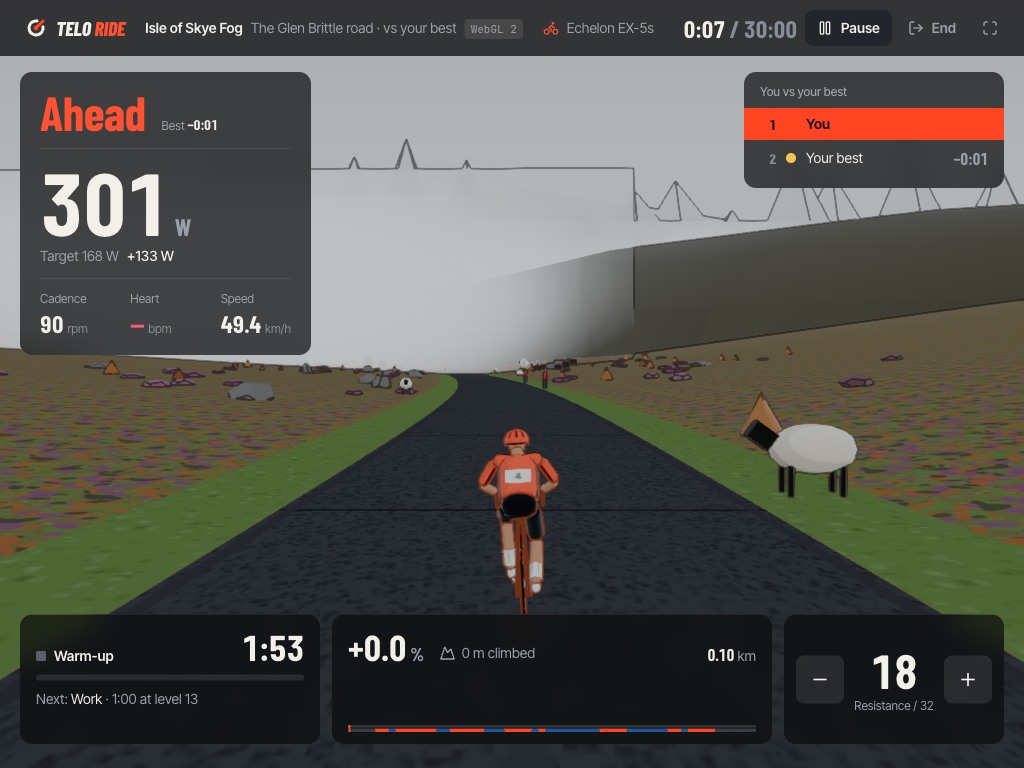 TELO RIDE
Isle of Skye Fog The Glen Brittle road · vs your best WebGL 2 Echelon EX-5s 0:07 / 30:00 Pause End
Ahead Best −0:01
301 W
Target 168 W +133 W
Cadence Heart Speed
90 rpm – bpm 49.4 km/h
You vs your best
1 You
2 Your best −0:01
4
Warm-up 1:53
Next: Work · 1:00 at level 13
+0.0 % 0 m climbed 0.10 km
− 18 +
Resistance / 32